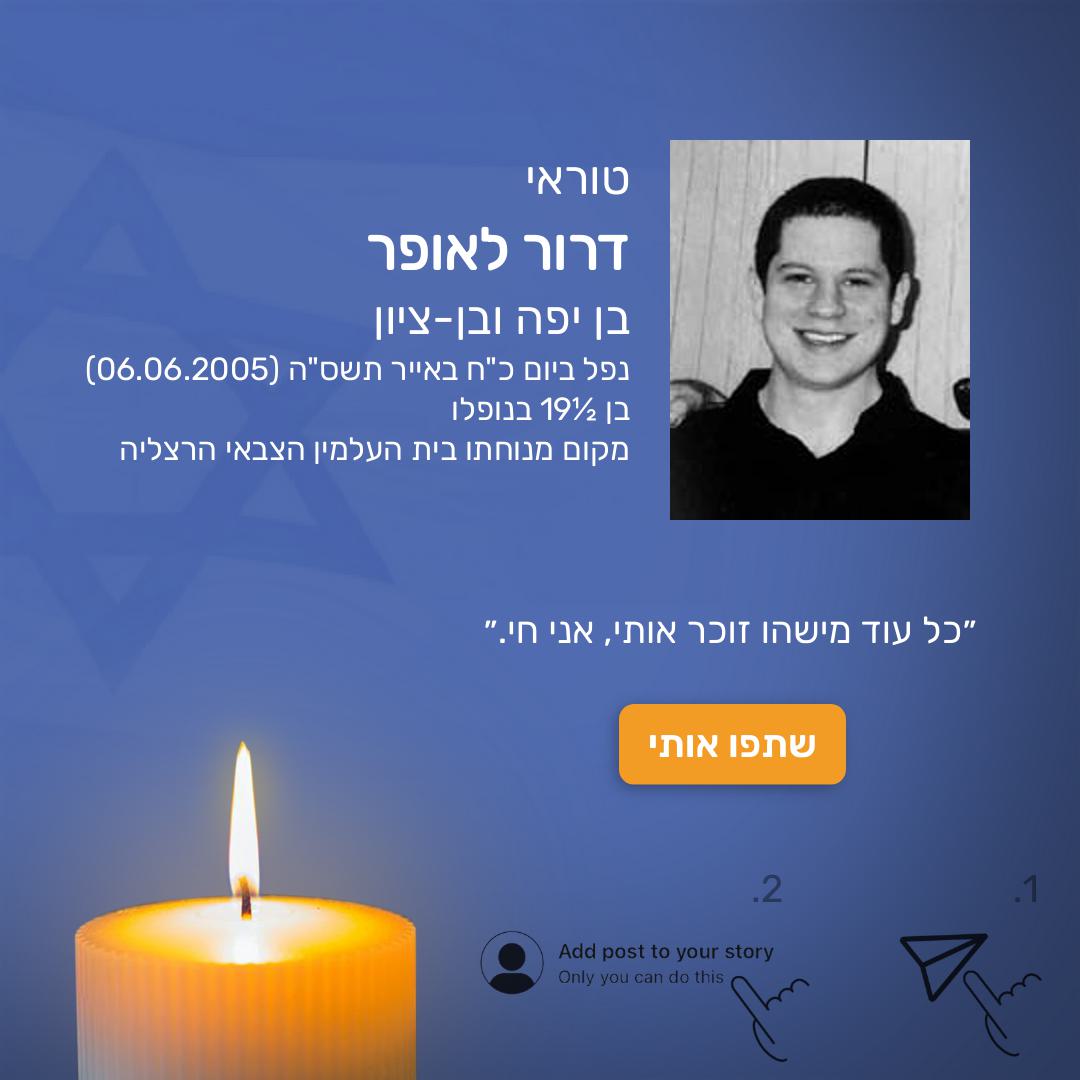 טוראי
דרור לאופר
בן יפה ובן-ציון
נפל ביום כ"ח באייר תשס"ה (06.06.2005)
בן 19½ בנופלו
מקום מנוחתו בית העלמין הצבאי הרצליה
״כל עוד מישהו זוכר אותי, אני חי.״
שתפו אותי
.1
.2
Add post to your story
Only you can do this